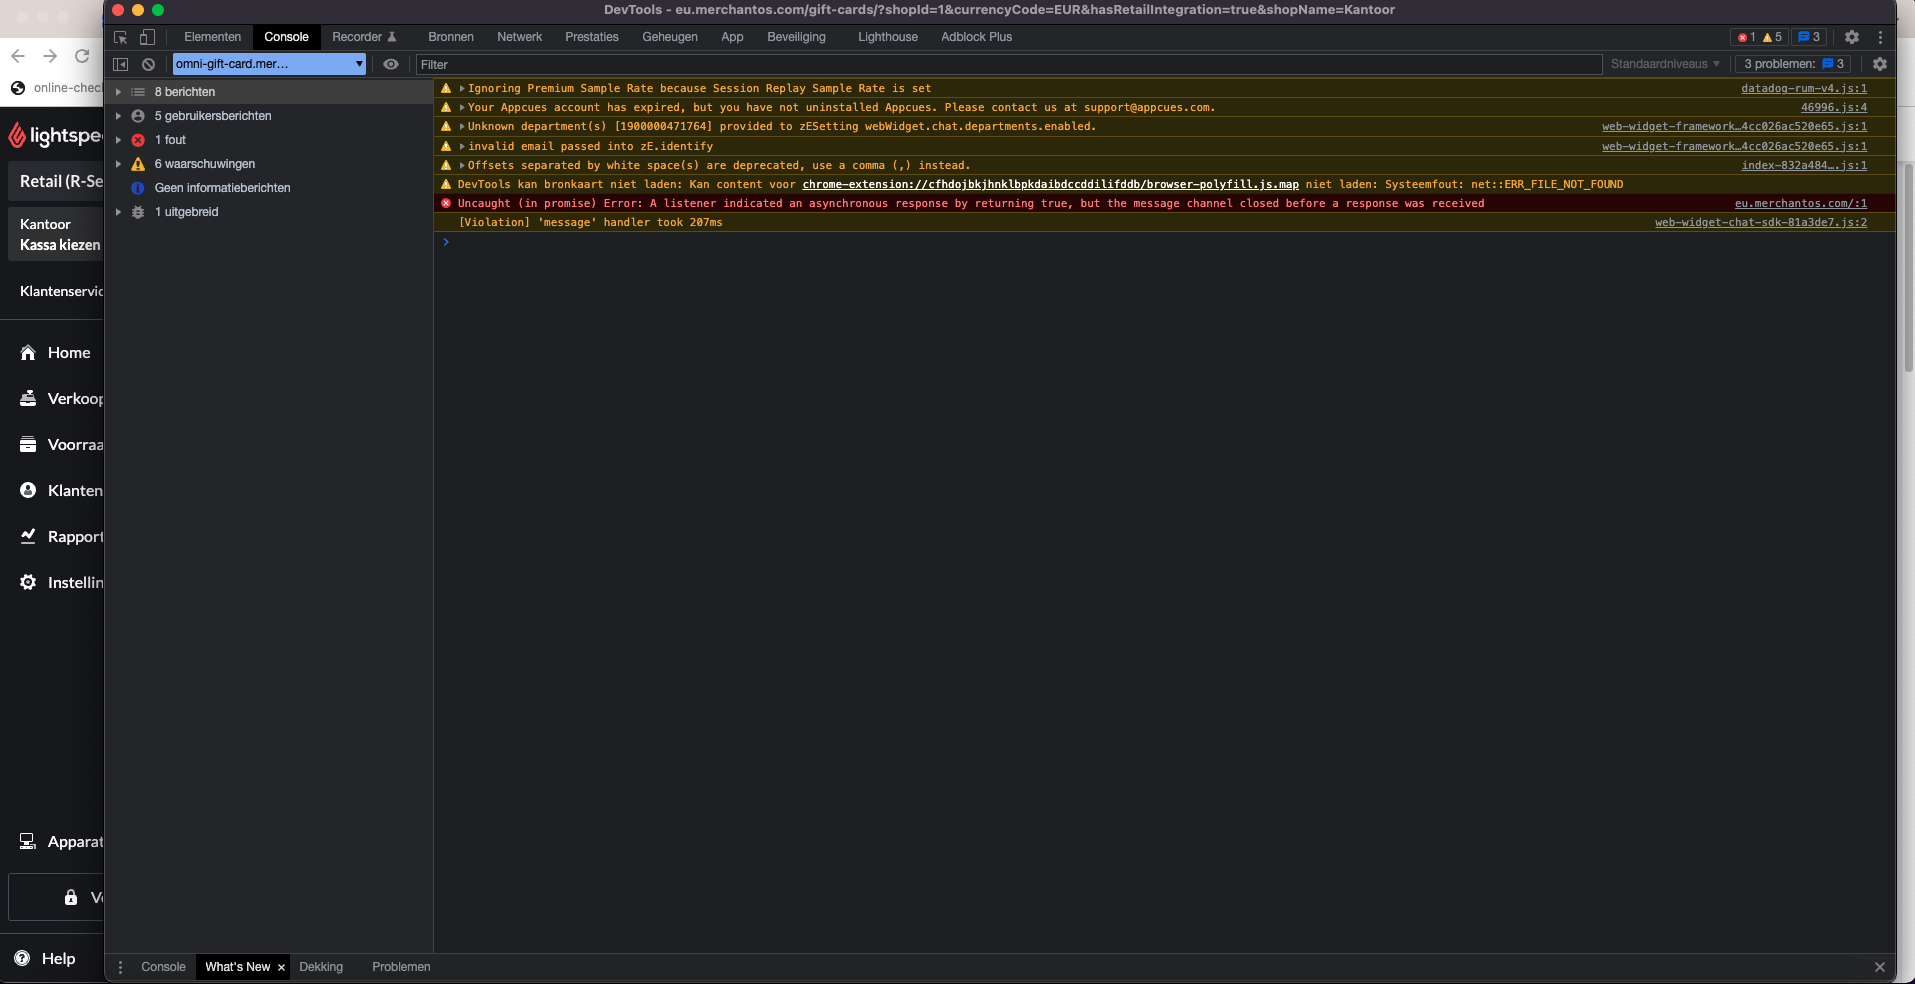 DevTools - eu.merchantos.com/gift-cards/?shopId=1&currencyCode=EUR&hasRetailIntegration=true&shopName=Kantoor
Elementen Console Recorder Bronnen Netwerk Prestaties Geheugen App Beveiliging Lighthouse Adblock Plus 1 5 3
omni-gift-card.mer… Filter Standaardniveaus 3 problemen: 3
8 berichten
5 gebruikersberichten
1 fout
6 waarschuwingen
Geen informatieberichten
1 uitgebreid
Ignoring Premium Sample Rate because Session Replay Sample Rate is set datadog-rum-v4.js:1
Your Appcues account has expired, but you have not uninstalled Appcues. Please contact us at support@appcues.com. 46996.js:4
Unknown department(s) [1900000471764] provided to zESetting webWidget.chat.departments.enabled. web-widget-framework…4cc026ac520e65.js:1
invalid email passed into zE.identify web-widget-framework…4cc026ac520e65.js:1
Offsets separated by white space(s) are deprecated, use a comma (,) instead. index-832a484….js:1
DevTools kan bronkaart niet laden: Kan content voor chrome-extension://cfhdojbkjhnklbpkdaibdccddilifddb/browser-polyfill.js.map niet laden: Systeemfout: net::ERR_FILE_NOT_FOUND
Uncaught (in promise) Error: A listener indicated an asynchronous response by returning true, but the message channel closed before a response was received eu.merchantos.com/:1
[Violation] 'message' handler took 207ms web-widget-chat-sdk-81a3de7.js:2
online-chec
lightspe
Retail (R-Se
Kantoor
Kassa kiezen
Klantenservic
Home
Verkoop
Voorraa
Klanten
Rapport
Instellin
Apparat
Ve
Help
Console What's New Dekking Problemen